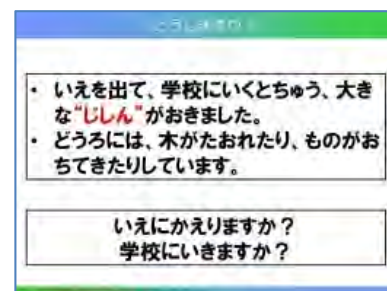 どうしますか？
・ いえを出て、学校にいくとちゅう、大き
な“じしん”がおきました。
・ どうろには、木がたおれたり、ものがお
ちてきたりしています。
いえにかえりますか？
学校にいきますか？